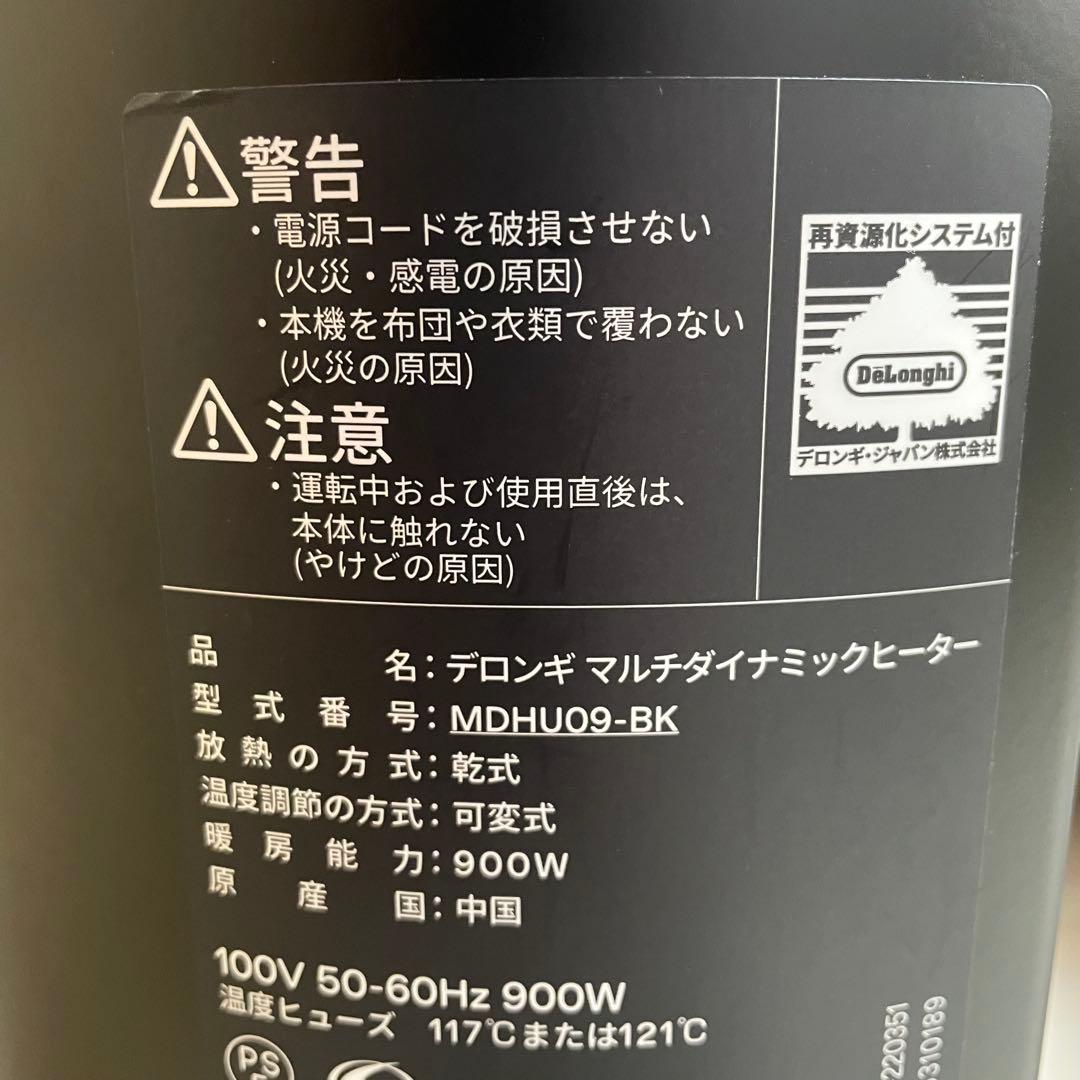 警告
・電源コードを破損させない
(火災・感電の原因)
・本機を布団や衣類で覆わない
(火災の原因)
注意
・運転中および使用直後は、
本体に触れない
(やけどの原因)
再資源化システム付
DeLonghi
デロンギ・ジャパン株式会社
品名：デロンギ マルチダイナミックヒーター
型式番号：MDHU09-BK
放熱の方式：乾式
温度調節の方式：可変式
暖房能力：900W
原産国：中国
100V 50-60Hz 900W
温度ヒューズ 117℃または121℃
PS
220351
310189